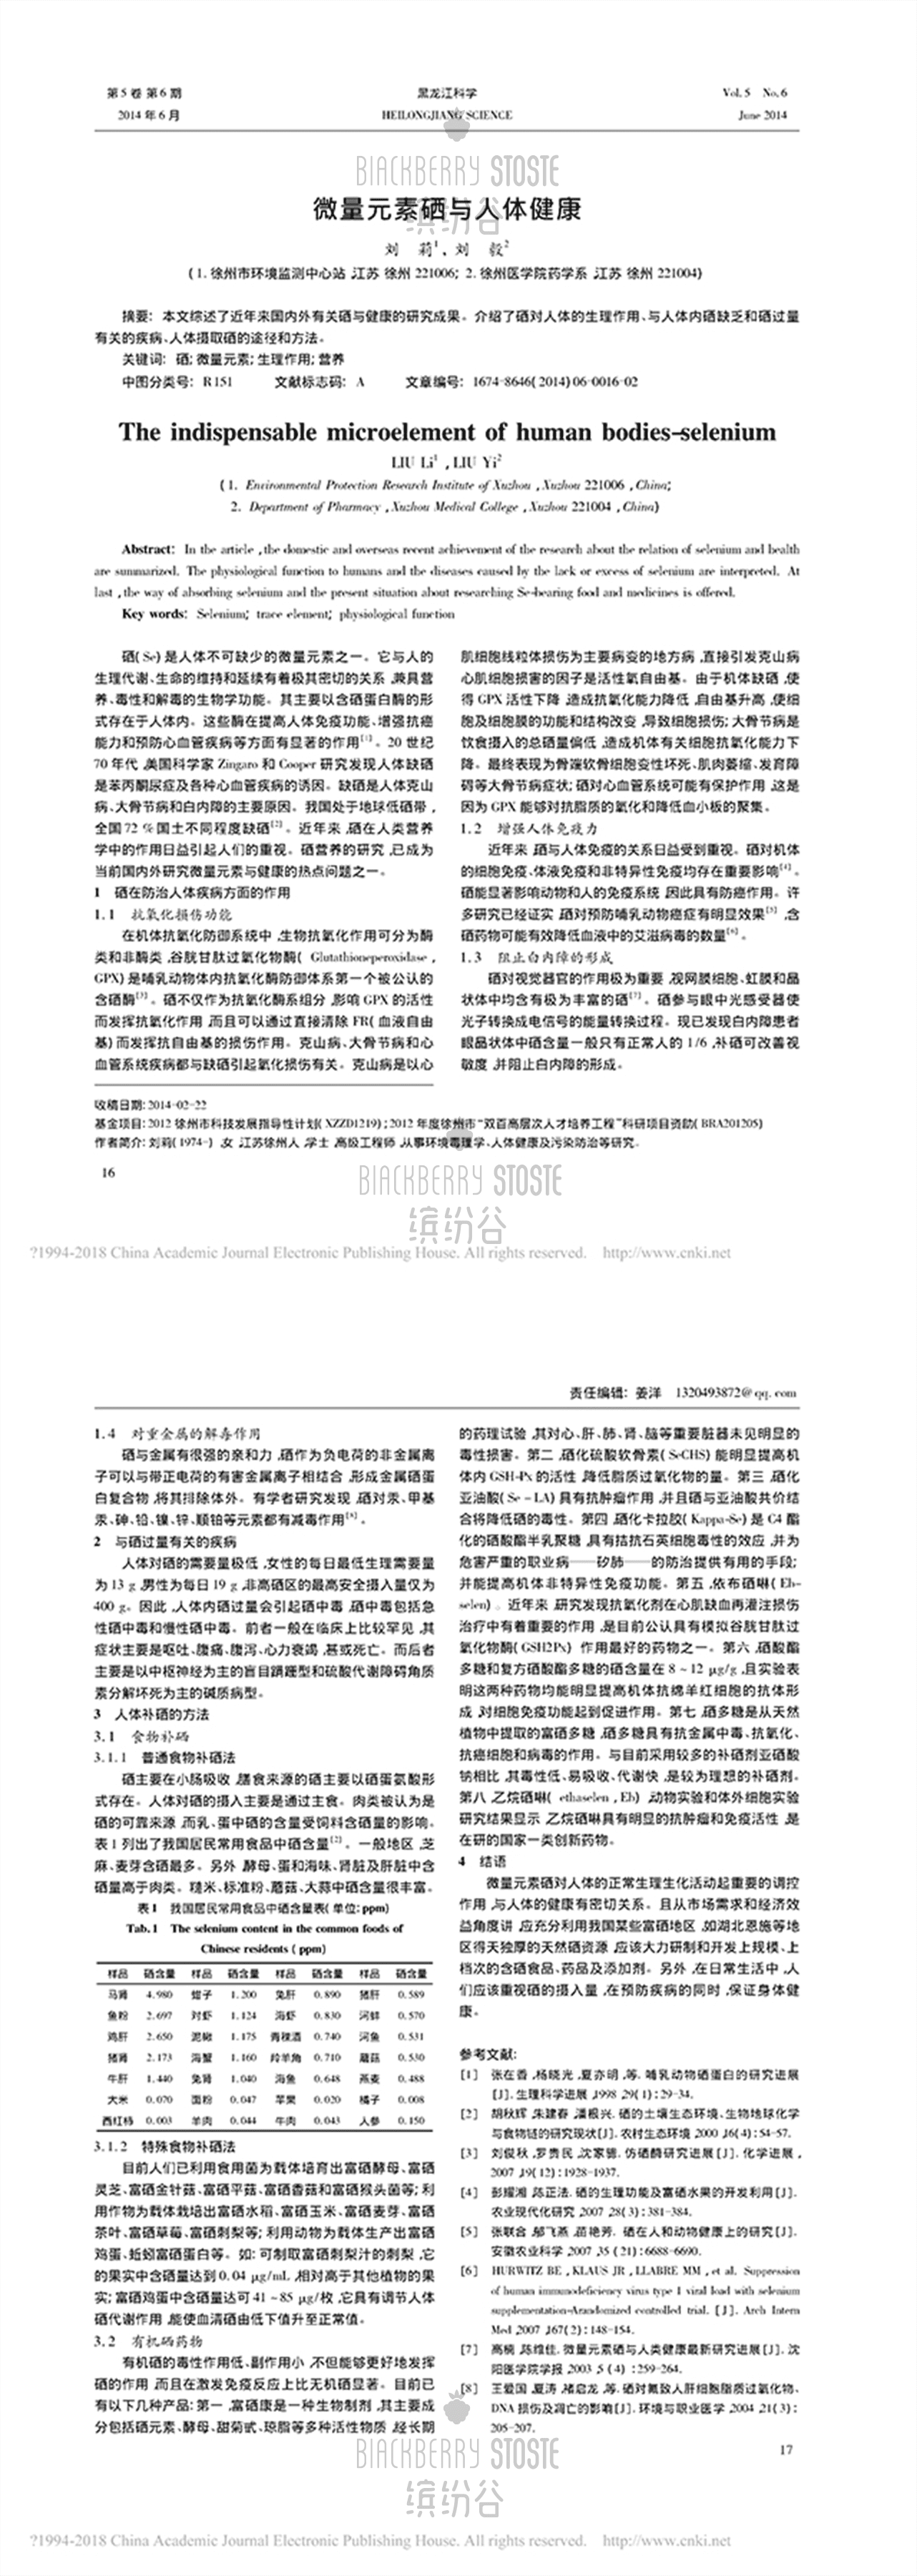 第5卷 第6期
黑龙江科学
Vol. 5 No. 6
2014 年 6 月
HEILONGJIANG SCIENCE
June 2014
BLACKBERRY STOSTE
缤纷谷
微量元素硒与人体健康
刘 莉1,刘 毅2
(1. 徐州市环境监测中心站,江苏 徐州 221006; 2. 徐州医学院药学系,江苏 徐州 221004)
摘要: 本文综述了近年来国内外有关硒与健康的研究成果。介绍了硒对人体的生理作用、与人体内硒缺乏和硒过量
有关的疾病、人体摄取硒的途径和方法。
关键词: 硒; 微量元素; 生理作用; 营养
中图分类号: R151 文献标志码: A 文章编号: 1674-8646(2014)06-0016-02
The indispensable microelement of human bodies-selenium
LIU Li1 , LIU Yi2
(1. Environmental Protection Research Institute of Xuzhou , Xuzhou 221006 , China;
2. Department of Pharmacy , Xuzhou Medical College , Xuzhou 221004 , China)
Abstract: In the article , the domestic and overseas recent achievement of the research about the relation of selenium and health
are summarized. The physiological function to humans and the diseases caused by the lack or excess of selenium are interpreted. At
last , the way of absorbing selenium and the present situation about researching Se-bearing food and medicines is offered.
Key words: Selenium; trace element; physiological function
硒(Se)是人体不可缺少的微量元素之一。它与人的
生理代谢、生命的维持和延续有着极其密切的关系,兼具营
养、毒性和解毒的生物学功能。其主要以含硒蛋白酶的形
式存在于人体内。这些酶在提高人体免疫功能、增强抗癌
能力和预防心血管疾病等方面有显著的作用[1]。20 世纪
70 年代,美国科学家 Zingaro 和 Cooper 研究发现人体缺硒
是苯丙酮尿症及各种心血管疾病的诱因。缺硒是人体克山
病、大骨节病和白内障的主要原因。我国处于地球低硒带,
全国 72 % 国土不同程度缺硒[2]。近年来,硒在人类营养
学中的作用日益引起人们的重视。硒营养的研究,已成为
当前国内外研究微量元素与健康的热点问题之一。
1 硒在防治人体疾病方面的作用
1.1 抗氧化损伤功能
在机体抗氧化防御系统中,生物抗氧化作用可分为酶
类和非酶类,谷胱甘肽过氧化物酶( Glutathioneperoxidase ,
GPX)是哺乳动物体内抗氧化酶防御体系第一个被公认的
含硒酶[3]。硒不仅作为抗氧化酶系组分,影响 GPX 的活性
而发挥抗氧化作用,而且可以通过直接清除 FR(血液自由
基)而发挥抗自由基的损伤作用。克山病、大骨节病和心
血管系统疾病都与缺硒引起氧化损伤有关。克山病是以心
肌细胞线粒体损伤为主要病变的地方病,直接引发克山病
心肌细胞损害的因子是活性氧自由基。由于机体缺硒,使
得 GPX 活性下降,造成抗氧化能力降低,自由基升高,使细
胞及细胞膜的功能和结构改变,导致细胞损伤; 大骨节病是
饮食摄入的总硒量偏低,造成机体有关细胞抗氧化能力下
降。最终表现为骨端软骨细胞变性坏死、肌肉萎缩、发育障
碍等大骨节病症状; 硒对心血管系统可能有保护作用,这是
因为 GPX 能够对抗脂质的氧化和降低血小板的聚集。
1.2 增强人体免疫力
近年来,硒与人体免疫的关系日益受到重视。硒对机体
的细胞免疫、体液免疫和非特异性免疫均存在重要影响[4]。
硒能显著影响动物和人的免疫系统,因此具有防癌作用。许
多研究已经证实,硒对预防哺乳动物癌症有明显效果[5],含
硒药物可能有效降低血液中的艾滋病毒的数量[6]。
1.3 阻止白内障的形成
硒对视觉器官的作用极为重要,视网膜细胞、虹膜和晶
状体中均含有极为丰富的硒[7]。硒参与眼中光感受器使
光子转换成电信号的能量转换过程。现已发现白内障患者
眼晶状体中硒含量一般只有正常人的 1/6,补硒可改善视
敏度,并阻止白内障的形成。
收稿日期: 2014-02-22
基金项目: 2012 徐州市科技发展指导性计划( XZZD1219) ; 2012 年度徐州市“双百高层次人才培养工程”科研项目资助( BRA201205)
作者简介: 刘莉(1974-) ,女,江苏徐州人,学士,高级工程师,从事环境毒理学、人体健康及污染防治等研究。
16
BLACKBERRY STOSTE
缤纷谷
?1994-2018 China Academic Journal Electronic Publishing House. All rights reserved. http://www.cnki.net
责任编辑: 姜洋 1320493872@qq.com
1.4 对重金属的解毒作用
硒与金属有很强的亲和力,硒作为负电荷的非金属离
子可以与带正电荷的有害金属离子相结合,形成金属硒蛋
白复合物,将其排除体外。有学者研究发现,硒对汞、甲基
汞、砷、铅、镍、锌、顺铂等元素都有减毒作用[8]。
2 与硒过量有关的疾病
人体对硒的需要量极低,女性的每日最低生理需要量
为 13 g,男性为每日 19 g,非高硒区的最高安全摄入量仅为
400 g。因此,人体内硒过量会引起硒中毒,硒中毒包括急
性硒中毒和慢性硒中毒。前者一般在临床上比较罕见,其
症状主要是呕吐、腹痛、腹泻、心力衰竭,甚或死亡。而后者
主要是以中枢神经为主的盲目蹒跚型和硫酸代谢障碍角质
素分解坏死为主的碱质病型。
3 人体补硒的方法
3.1 食物补硒
3.1.1 普通食物补硒法
硒主要在小肠吸收,膳食来源的硒主要以硒蛋氨酸形
式存在。人体对硒的摄入主要是通过主食。肉类被认为是
硒的可靠来源,而乳、蛋中硒的含量受饲料含硒量的影响。
表 1 列出了我国居民常用食品中硒含量[2]。一般地区,芝
麻、麦芽含硒最多。另外,酵母、蛋和海味、肾脏及肝脏中含
硒量高于肉类。糙米、标准粉、蘑菇、大蒜中硒含量很丰富。
表 1 我国居民常用食品中硒含量表( 单位: ppm)
Tab. 1 The selenium content in the common foods of
Chinese residents ( ppm)
样品 硒含量 样品 硒含量 样品 硒含量 样品 硒含量
马肾 4.980 蚶子 1.200 兔肝 0.890 猪肝 0.589
鱼粉 2.697 对虾 1.124 海虾 0.830 河蚌 0.570
鸡肝 2.650 泥鳅 1.175 青稞酒 0.740 河鱼 0.531
猪肾 2.173 海蟹 1.160 羚羊角 0.710 蘑菇 0.530
牛肝 1.440 兔肾 1.040 海鱼 0.648 燕麦 0.488
大米 0.070 面粉 0.047 苹果 0.020 橘子 0.008
西红柿 0.003 羊肉 0.044 牛肉 0.043 人参 0.150
3.1.2 特殊食物补硒法
目前人们已利用食用菌为载体培育出富硒酵母、富硒
灵芝、富硒金针菇、富硒平菇、富硒香菇和富硒猴头菌等; 利
用作物为载体栽培出富硒水稻、富硒玉米、富硒麦芽、富硒
茶叶、富硒草莓、富硒刺梨等; 利用动物为载体生产出富硒
鸡蛋、蚯蚓富硒蛋白等。如: 可制取富硒刺梨汁的刺梨,它
的果实中含硒量达到 0.04 μg/mL,相对高于其他植物的果
实; 富硒鸡蛋中含硒量达可 41 ~ 85 μg/枚,它具有调节人体
硒代谢作用,能使血清硒由低下值升至正常值。
3.2 有机硒药物
有机硒的毒性作用低、副作用小,不但能够更好地发挥
硒的作用,而且在激发免疫反应上比无机硒显著。目前已
有以下几种产品: 第一,富硒康是一种生物制剂,其主要成
分包括硒元素、酵母、甜菊甙、琼脂等多种活性物质,经长期
的药理试验,其对心、肝、肺、肾、脑等重要脏器未见明显的
毒性损害。第二,硒化硫酸软骨素( SeCHS) 能明显提高机
体内 GSH-Px 的活性,降低脂质过氧化物的量。第三,硒化
亚油酸( Se - LA) 具有抗肿瘤作用,并且硒与亚油酸共价结
合将降低硒的毒性。第四,硒化卡拉胶( Kappa-Se) 是 C4 酯
化的硒酸酯半乳聚糖,具有拮抗石英细胞毒性的效应,并为
危害严重的职业病——矽肺——的防治提供有用的手段;
并能提高机体非特异性免疫功能。第五,依布硒啉( Eb-
selen) 。近年来,研究发现抗氧化剂在心肌缺血再灌注损伤
治疗中有着重要的作用,是目前公认具有模拟谷胱甘肽过
氧化物酶( GSH2Px) 作用最好的药物之一。第六,硒酸酯
多糖和复方硒酸酯多糖的硒含量在 8 ~ 12 μg/g,且实验表
明这两种药物均能明显提高机体抗绵羊红细胞的抗体形
成,对细胞免疫功能起到促进作用。第七,硒多糖是从天然
植物中提取的富硒多糖,硒多糖具有抗金属中毒、抗氧化、
抗癌细胞和病毒的作用。与目前采用较多的补硒剂亚硒酸
钠相比,其毒性低、易吸收、代谢快,是较为理想的补硒剂。
第八,乙烷硒啉( ethaselen , Eb) ,动物实验和体外细胞实验
研究结果显示,乙烷硒啉具有明显的抗肿瘤和免疫活性,是
在研的国家一类创新药物。
4 结语
微量元素硒对人体的正常生理生化活动起重要的调控
作用,与人体的健康有密切关系。且从市场需求和经济效
益角度讲,应充分利用我国某些富硒地区,如湖北恩施等地
区得天独厚的天然硒资源,应该大力研制和开发上规模、上
档次的含硒食品、药品及添加剂。另外,在日常生活中,人
们应该重视硒的摄入量,在预防疾病的同时,保证身体健
康。
参考文献:
[1] 张在香,杨晓光,夏亦明,等. 哺乳动物硒蛋白的研究进展
[J]. 生理科学进展,1998,29(1) : 29-34.
[2] 胡秋辉,朱建春,潘根兴. 硒的土壤生态环境、生物地球化学
与食物链的研究现状[J]. 农村生态环境,2000,16(4) : 54-57.
[3] 刘俊秋,罗贵民,沈家骢. 仿硒酶研究进展[J]. 化学进展,
2007,19( 12) : 1928-1937.
[4] 彭耀湘,陈正法. 硒的生理功能及富硒水果的开发利用[J].
农业现代化研究,2007,28( 3) : 381-384.
[5] 张联合,郁飞燕,苗艳芳. 硒在人和动物健康上的研究[J].
安徽农业科学,2007,35 ( 21) : 6688-6690.
[6] HURWITZ BE , KLAUS JR , LLABRE MM , et al. Suppression
of human immunodeficiency virus type 1 viral load with selenium
supplementation-Arandomized controlled trial. [J]. Arch Intern
Med,2007,167( 2) : 148-154.
[7] 高楠,陈维佳. 微量元素硒与人类健康最新研究进展[J]. 沈
阳医学院学报,2003,5 ( 4) : 259-264.
[8] 王爱国,夏涛,褚启龙,等. 硒对氟致人肝细胞脂质过氧化物、
DNA 损伤及凋亡的影响[J]. 环境与职业医学,2004,21( 3) :
205-207.
17
BLACKBERRY STOSTE
缤纷谷
?1994-2018 China Academic Journal Electronic Publishing House. All rights reserved. http://www.cnki.net